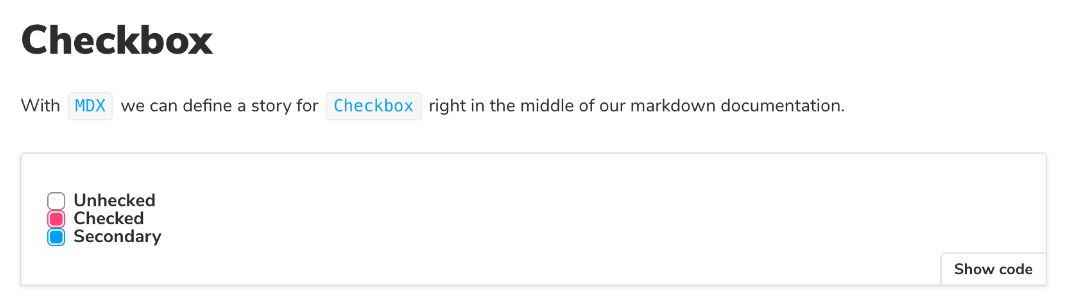 Checkbox
With MDX we can define a story for Checkbox right in the middle of our markdown documentation.
Unhecked
Checked
Secondary
Show code